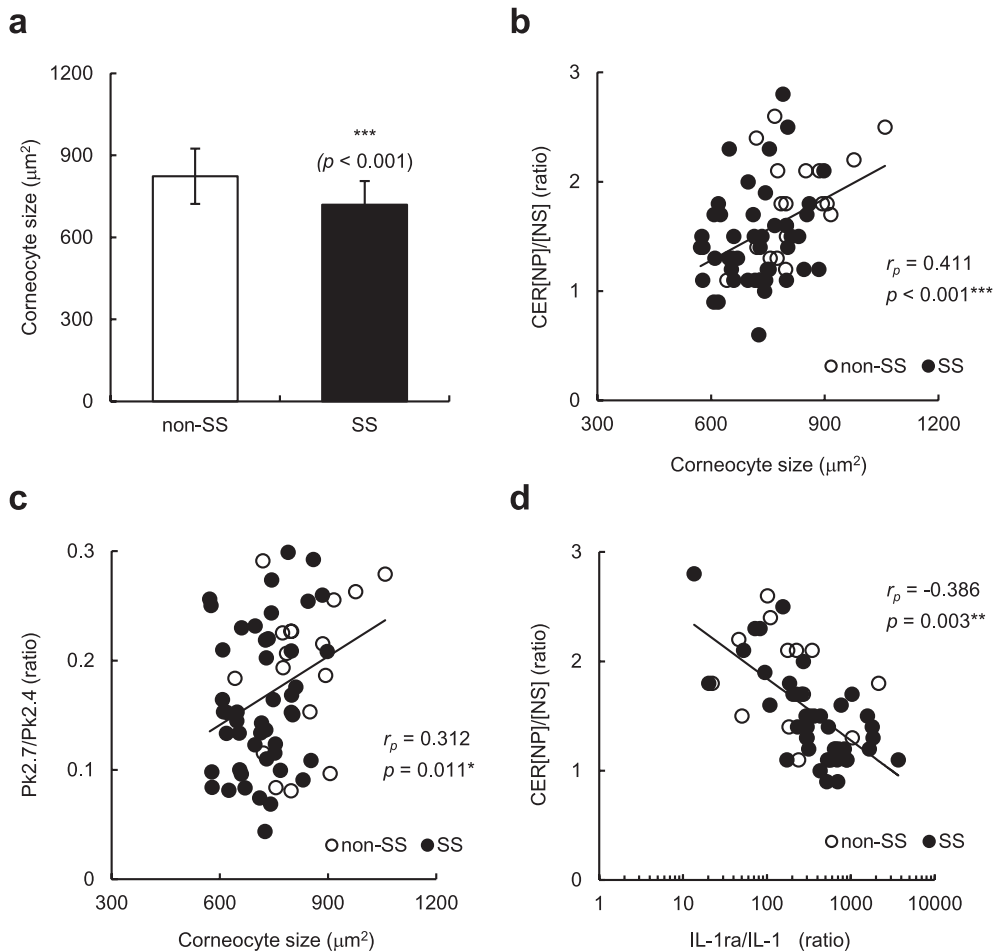 a
1200
900
600
300
0
Corneocyte size (μm²)
***
(p < 0.001)
non-SS
SS
b
3
2
1
0
CER[NP]/[NS] (ratio)
r_p = 0.411
p < 0.001***
non-SS SS
300 600 900 1200
Corneocyte size (μm²)
c
0.3
0.2
0.1
0
Pk2.7/Pk2.4 (ratio)
r_p = 0.312
p = 0.011*
non-SS SS
300 600 900 1200
Corneocyte size (μm²)
d
3
2
1
0
CER[NP]/[NS] (ratio)
r_p = -0.386
p = 0.003**
non-SS SS
1 10 100 1000 10000
IL-1ra/IL-1 (ratio)